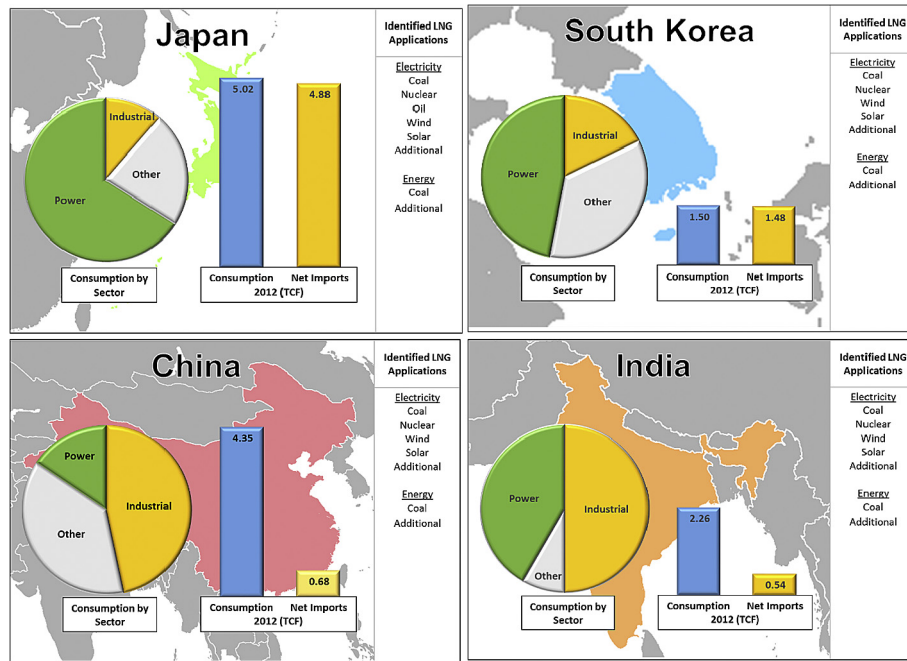 Japan
Identified LNG
Applications
Electricity
Coal
Nuclear
Oil
Wind
Solar
Additional
Energy
Coal
Additional
5.02
4.88
Industrial
Other
Power
Consumption by
Sector
Consumption Net Imports
2012 (TCF)
South Korea
Identified LNG
Applications
Electricity
Coal
Nuclear
Wind
Solar
Additional
Energy
Coal
Additional
Industrial
Power
Other
1.50
1.48
Consumption by
Sector
Consumption Net Imports
2012 (TCF)
China
Identified LNG
Applications
Electricity
Coal
Nuclear
Wind
Solar
Additional
Energy
Coal
Additional
4.35
Power
Industrial
Other
0.68
Consumption by
Sector
Consumption Net Imports
2012 (TCF)
India
Identified LNG
Applications
Electricity
Coal
Nuclear
Wind
Solar
Additional
Energy
Coal
Additional
Power
Industrial
Other
2.26
0.54
Consumption by
Sector
Consumption Net Imports
2012 (TCF)